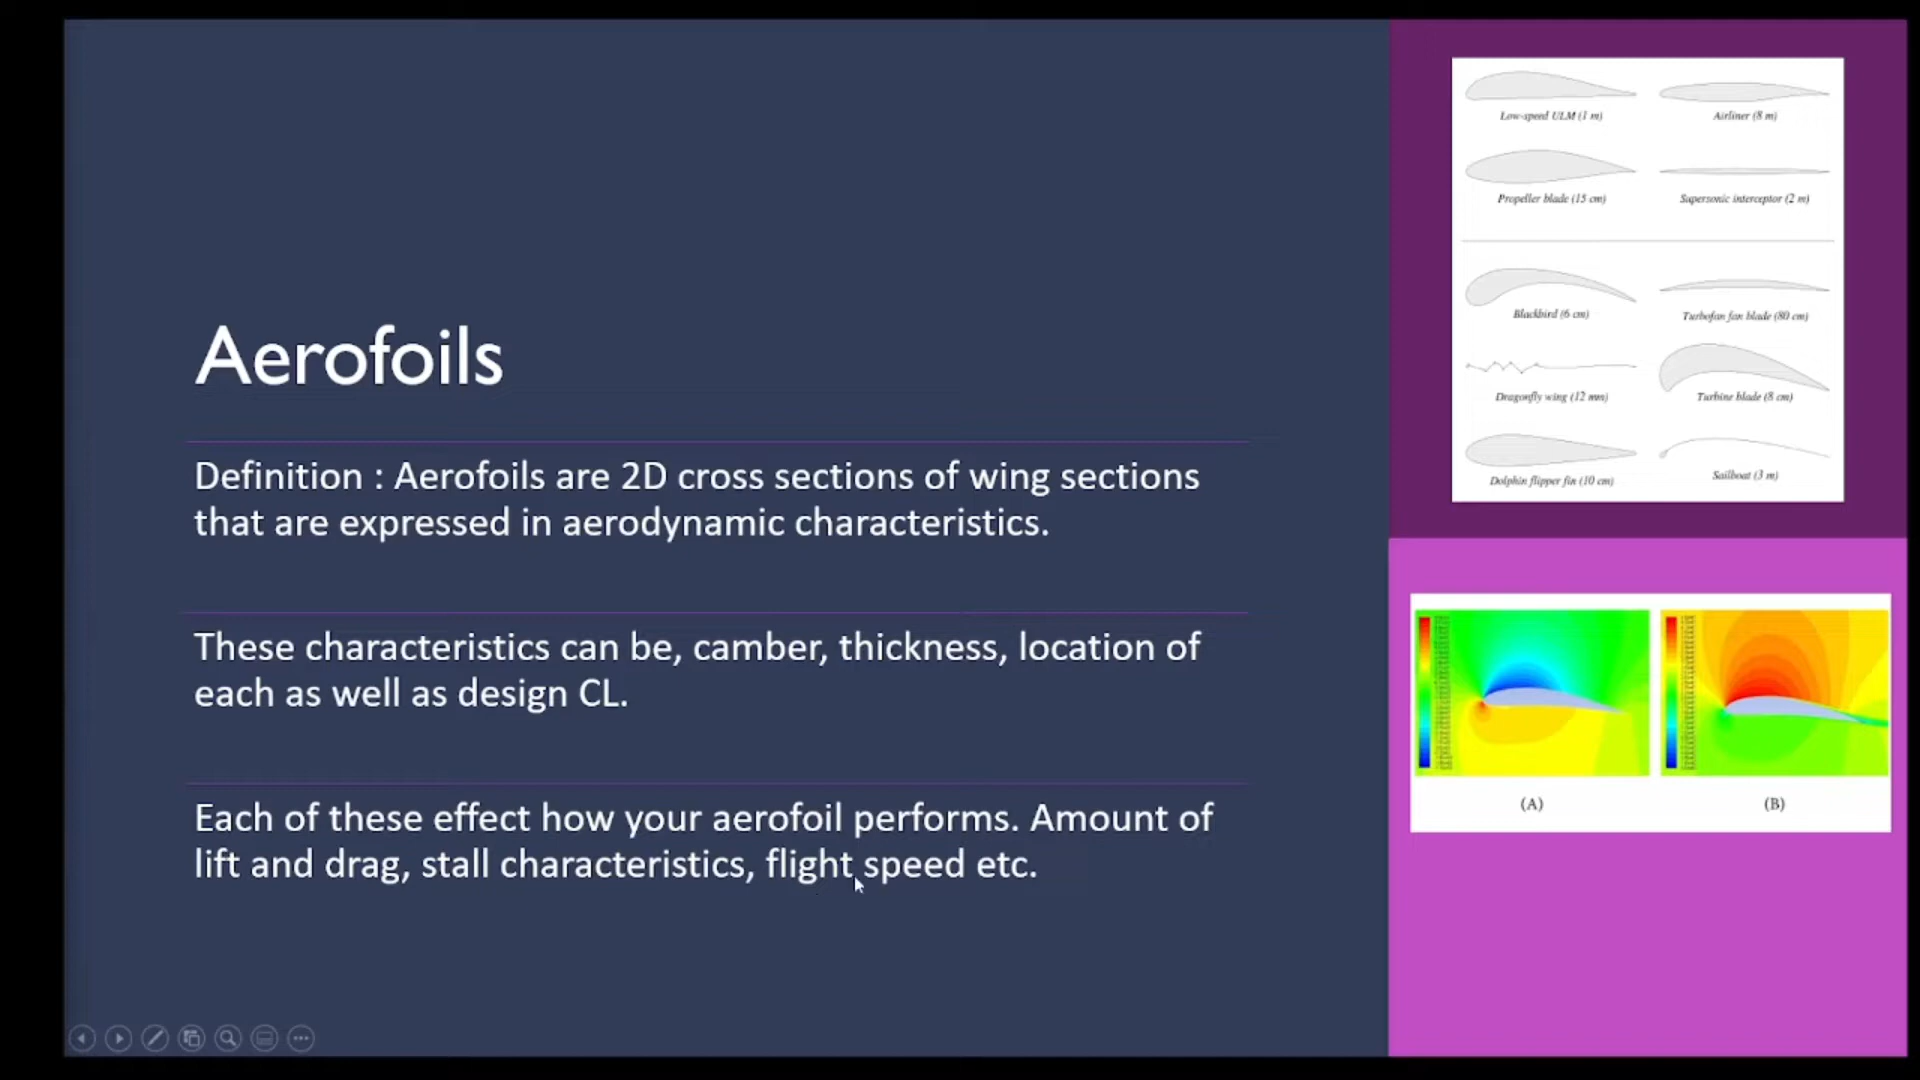 Aerofoils
Definition : Aerofoils are 2D cross sections of wing sections
that are expressed in aerodynamic characteristics.
These characteristics can be, camber, thickness, location of
each as well as design CL.
Each of these effect how your aerofoil performs. Amount of
lift and drag, stall characteristics, flight speed etc.
Low-speed ULM (1 m)
Airliner (8 m)
Propeller blade (15 cm)
Supersonic interceptor (2 m)
Blackbird (6 cm)
Turbofan fan blade (80 cm)
Dragonfly wing (12 mm)
Turbine blade (8 cm)
Dolphin flipper fin (10 cm)
Sailboat (3 m)
(A)
(B)